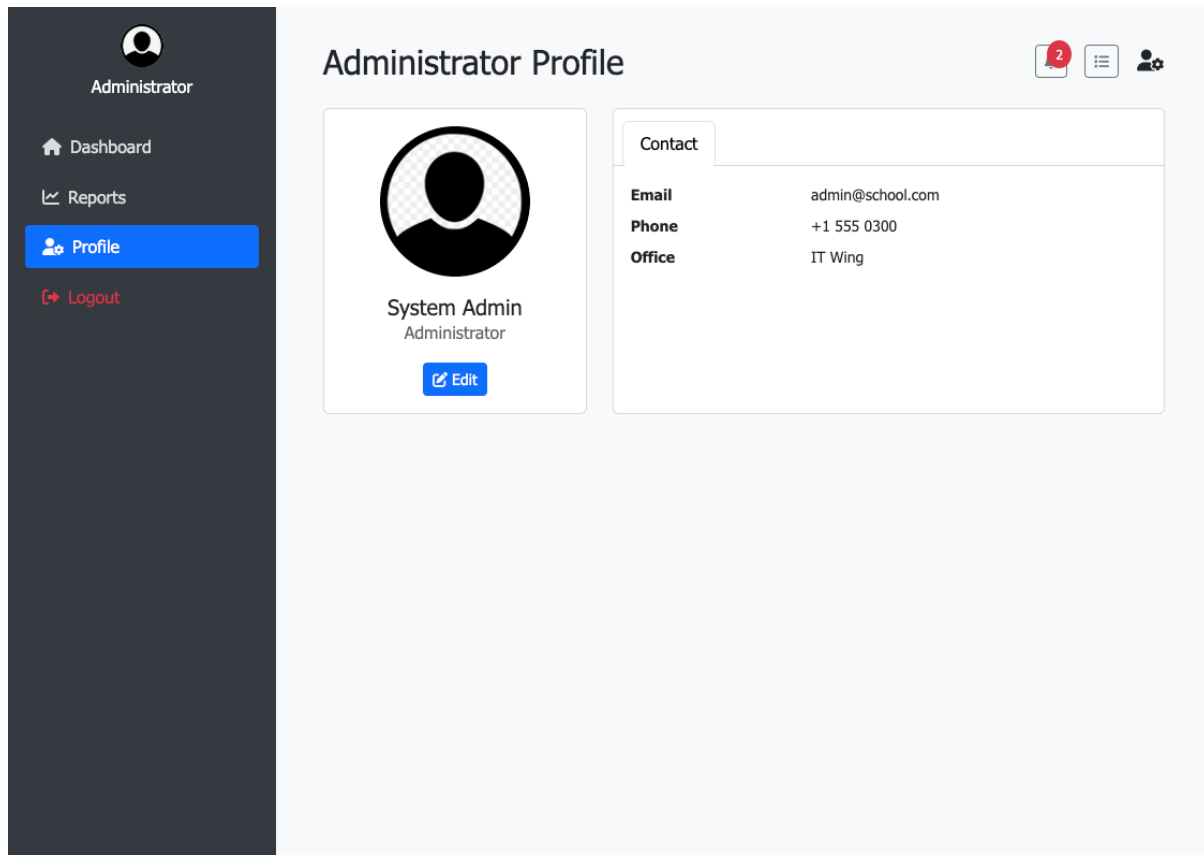 Administrator
Dashboard
Reports
Profile
Logout
Administrator Profile
2
System Admin
Administrator
Edit
Contact
Email admin@school.com
Phone +1 555 0300
Office IT Wing